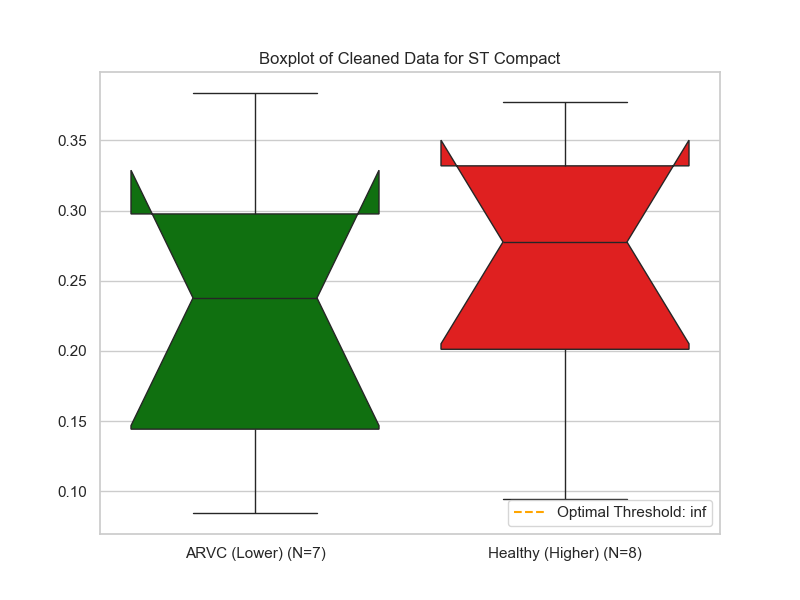 Boxplot of Cleaned Data for ST Compact
0.35
0.30
0.25
0.20
0.15
0.10
Optimal Threshold: inf
ARVC (Lower) (N=7)
Healthy (Higher) (N=8)